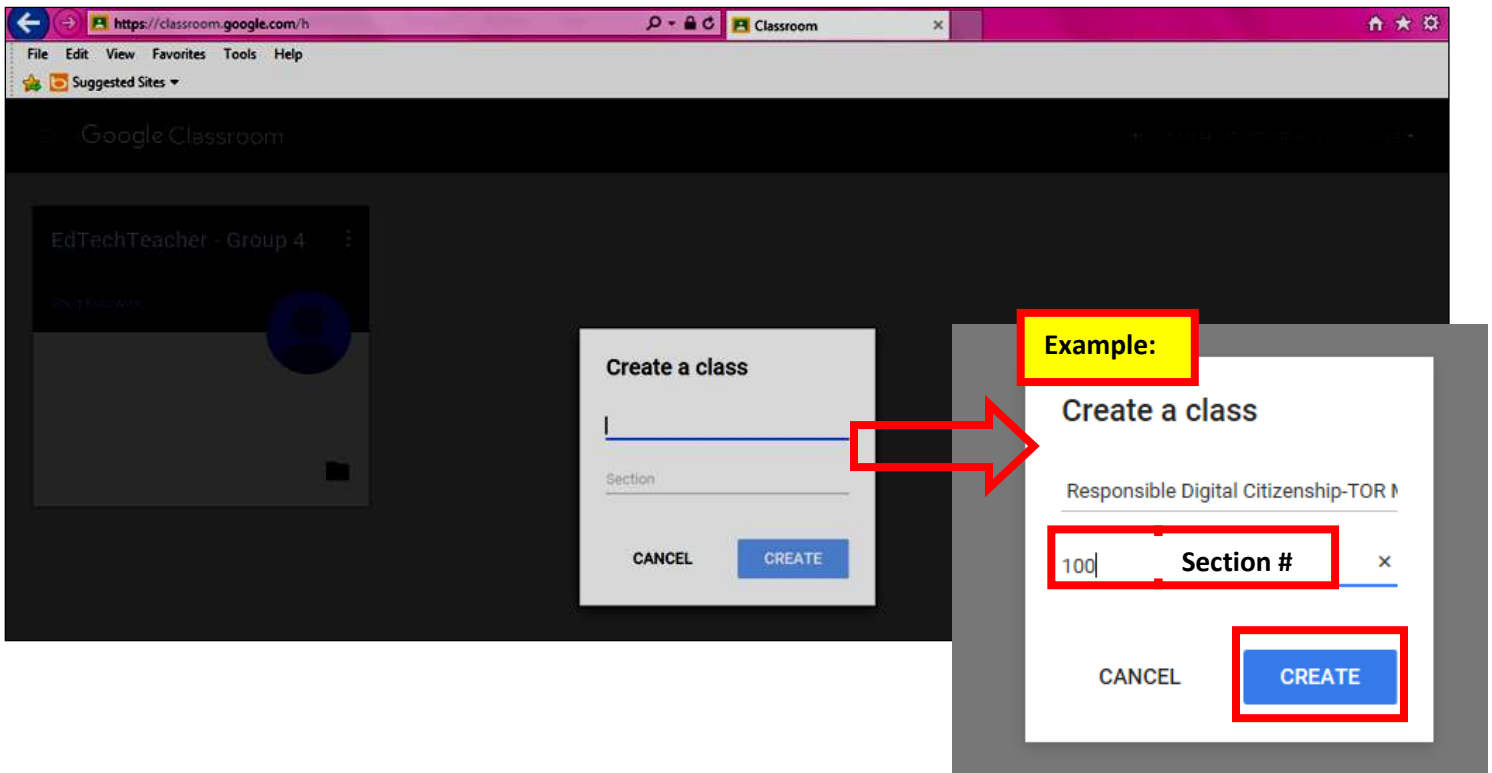 https://classroom.google.com/h
Classroom
File Edit View Favorites Tools Help
Suggested Sites
Google Classroom
EdTechTeacher - Group 4
Create a class
Section
CANCEL CREATE
Example:
Create a class
Responsible Digital Citizenship-TOR
100 Section # ×
CANCEL CREATE